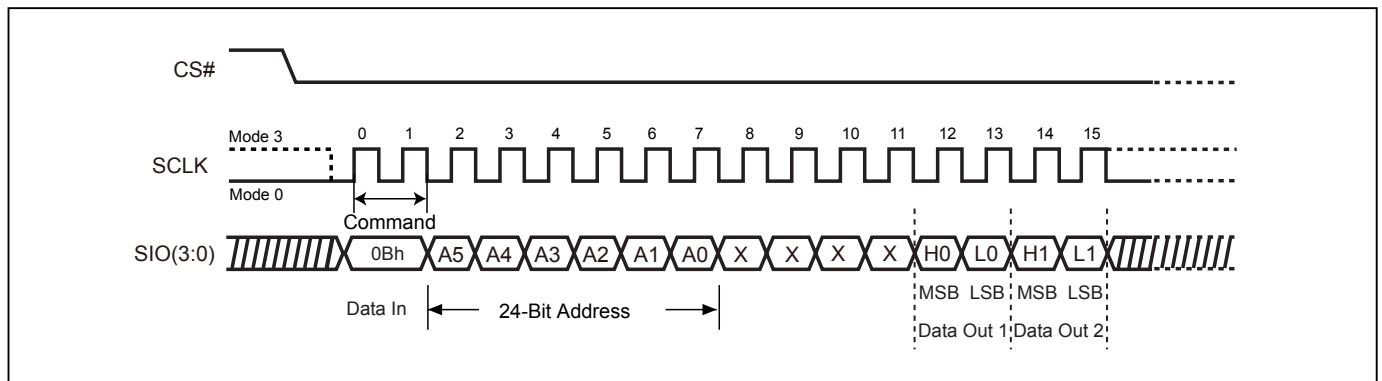 CS#
Mode 3 0 1 2 3 4 5 6 7 8 9 10 11 12 13 14 15
SCLK
Mode 0
Command
SIO(3:0) 0Bh A5 A4 A3 A2 A1 A0 X X X X H0 L0 H1 L1
MSB LSB MSB LSB
Data In 24-Bit Address
Data Out 1 Data Out 2